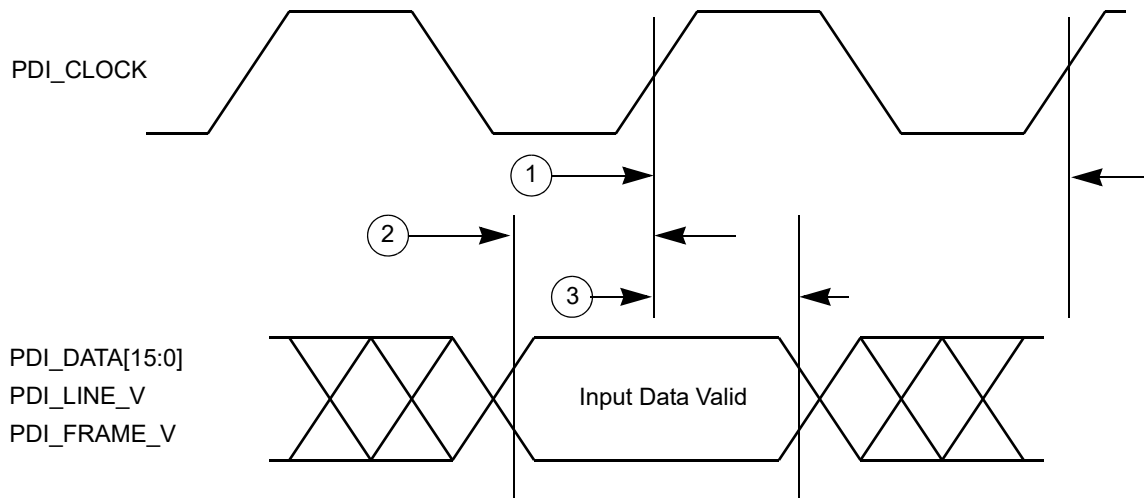 PDI_CLOCK
1
2
3
PDI_DATA[15:0]
PDI_LINE_V
Input Data Valid
PDI_FRAME_V